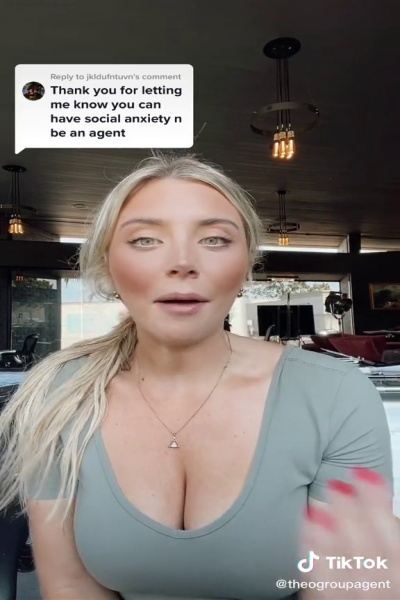 Reply to jkldufntuvn's comment
Thank you for letting
me know you can
have social anxiety n
be an agent
TikTok
@theogroupagent